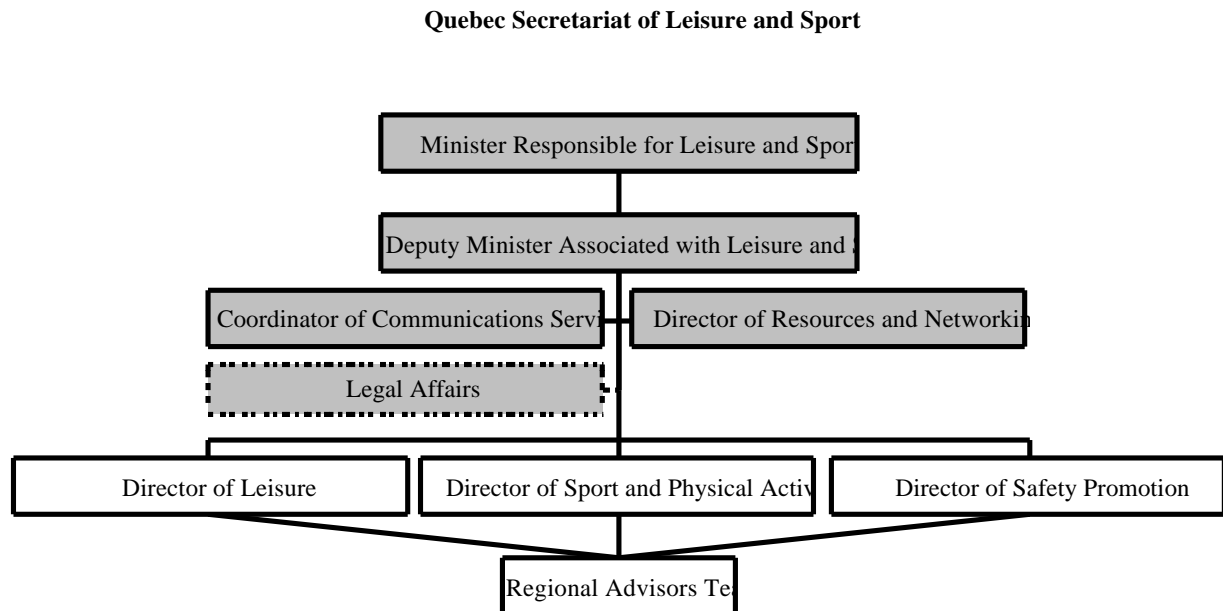 Quebec Secretariat of Leisure and Sport
Minister Responsible for Leisure and Spor
Deputy Minister Associated with Leisure and
Coordinator of Communications Servi
Director of Resources and Networkin
Legal Affairs
Director of Leisure
Director of Sport and Physical Activ
Director of Safety Promotion
Regional Advisors Tea